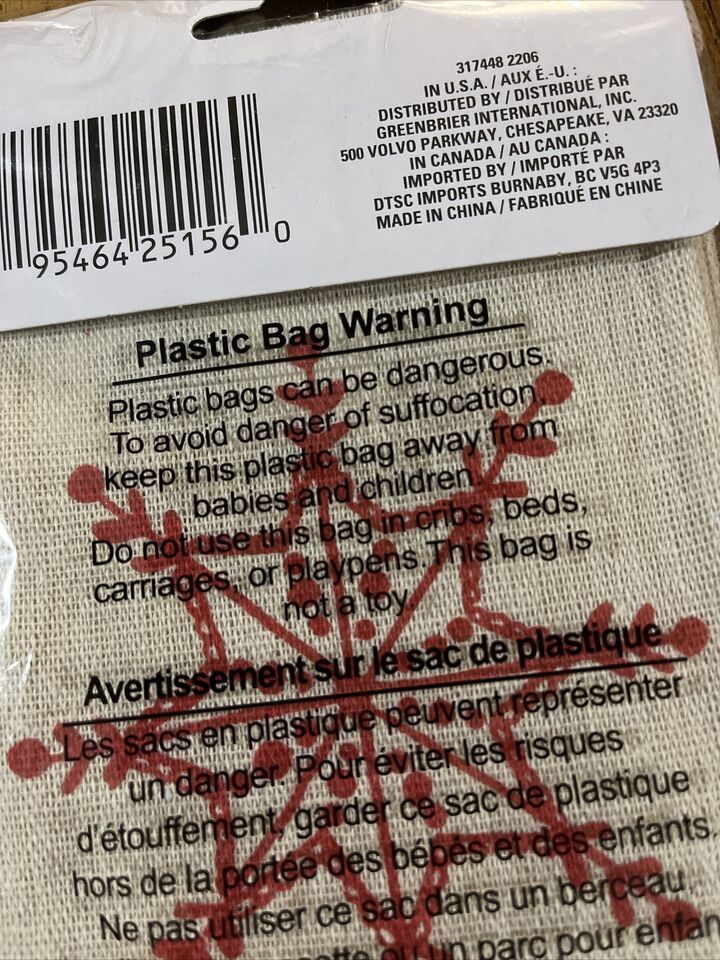 317448 2206
IN U.S.A. / AUX É.-U. :
DISTRIBUTED BY / DISTRIBUÉ PAR
GREENBRIER INTERNATIONAL, INC.
500 VOLVO PARKWAY, CHESAPEAKE, VA 23320
IN CANADA / AU CANADA :
IMPORTED BY / IMPORTÉ PAR
DTSC IMPORTS BURNABY, BC V5G 4P3
MADE IN CHINA / FABRIQUÉ EN CHINE
95464 25156 0
Plastic Bag Warning
Plastic bags can be dangerous.
To avoid danger of suffocation,
keep this plastic bag away from
babies and children.
Do not use this bag in cribs, beds,
carriages, or playpens. This bag is
not a toy.
Avertissement sur le sac de plastique
Les sacs en plastique peuvent représenter
un danger. Pour éviter les risques
d'étouffement, garder ce sac de plastique
hors de la portée des bébés et des enfants.
Ne pas utiliser ce sac dans un berceau,
ou un parc pour enfan